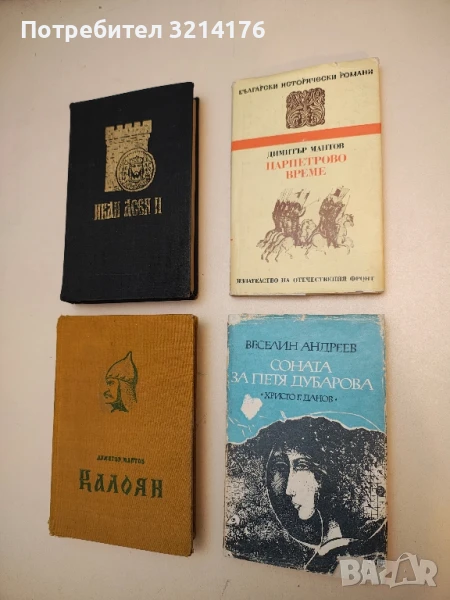 Потребител 3214176
ИВАН АСЕН II
БЪЛГАРСКИ ИСТОРИЧЕСКИ РОМАНИ
ДИМИТЪР МАНТОВ
ЦАРПЕТРОВО
ВРЕМЕ
ИЗДАТЕЛСТВО НА ОТЕЧЕСТВЕНИЯ ФРОНТ
ДИМИТЪР МАНТОВ
КАЛОЯН
ВЕСЕЛИН АНДРЕЕВ
СОНАТА
ЗА ПЕТЯ ДУБАРОВА
• ХРИСТО Г. ДАНОВ •
BAZAR